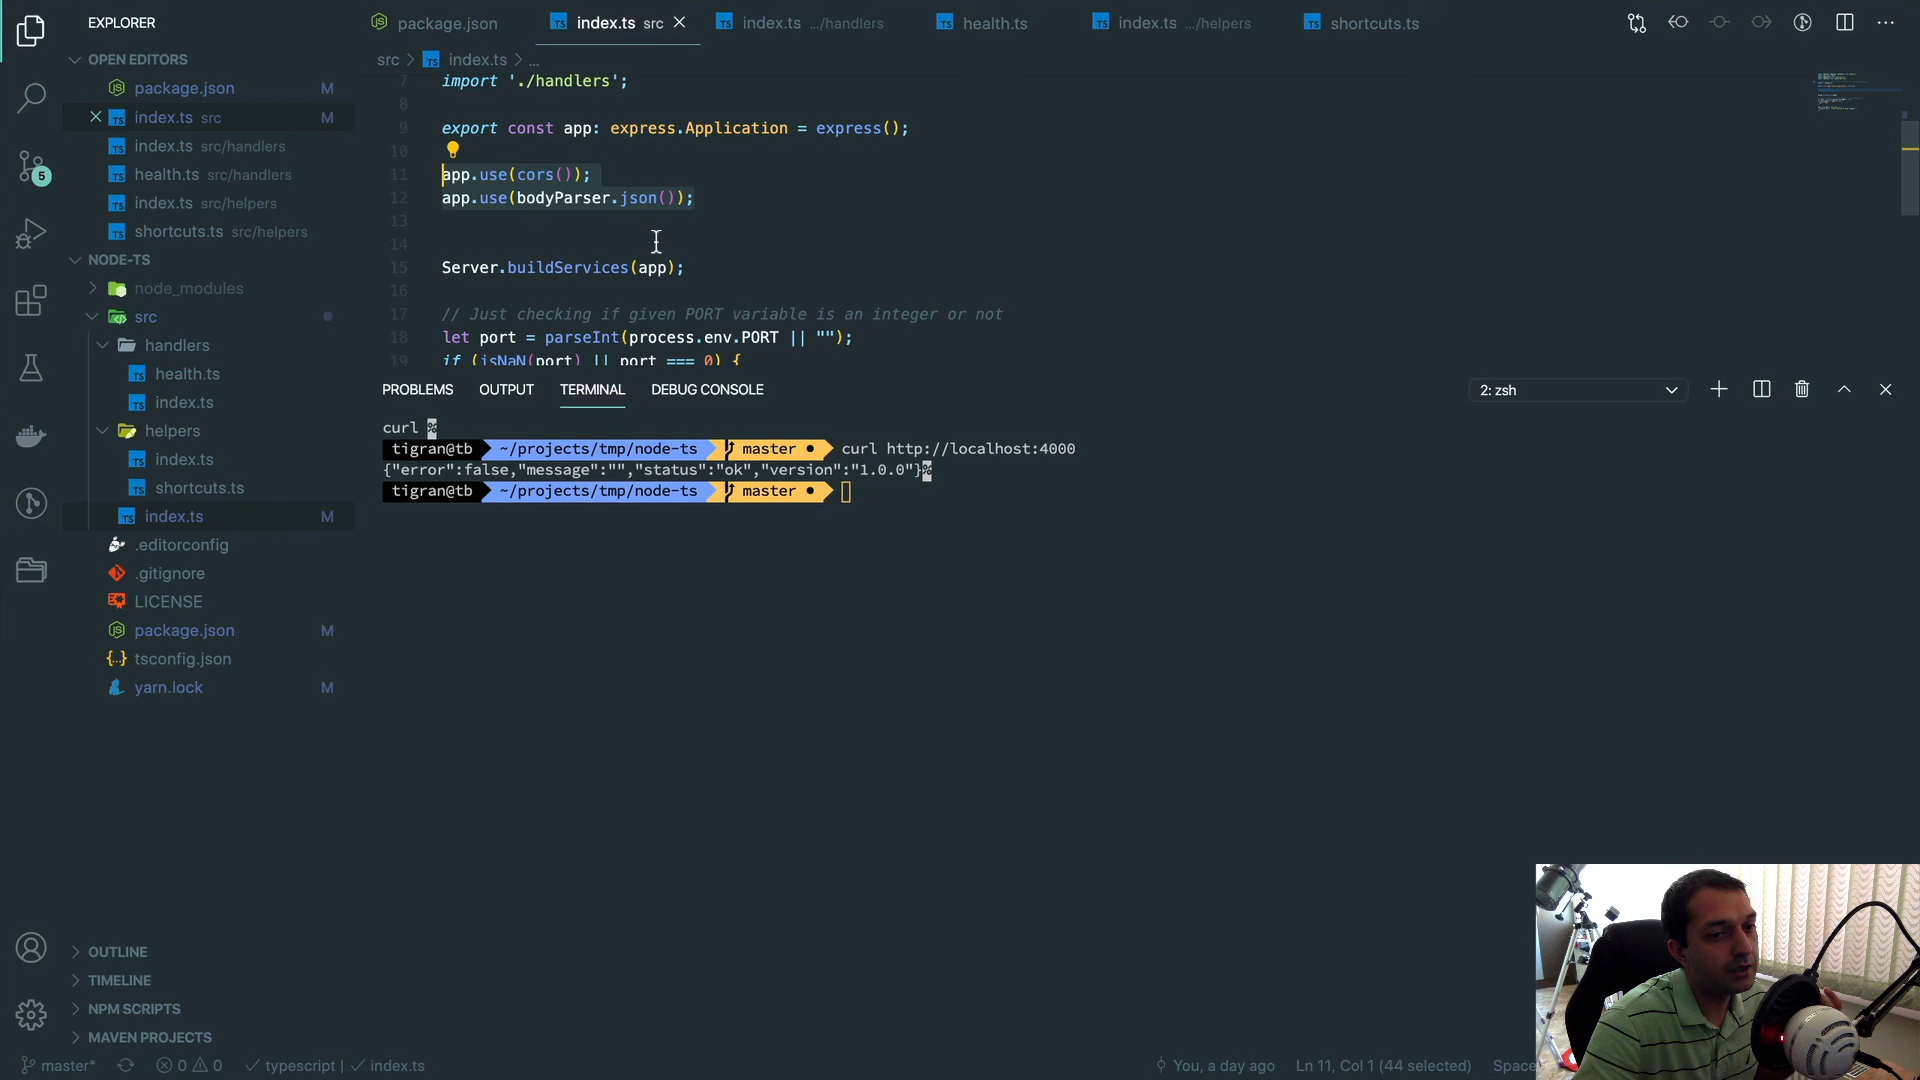 EXPLORER
OPEN EDITORS
package.json M
index.ts src M
index.ts src/handlers
health.ts src/handlers
index.ts src/helpers
shortcuts.ts src/helpers
NODE-TS
node_modules
src
handlers
health.ts
index.ts
helpers
index.ts
shortcuts.ts
index.ts M
.editorconfig
.gitignore
LICENSE
package.json M
tsconfig.json
yarn.lock M
OUTLINE
TIMELINE
NPM SCRIPTS
MAVEN PROJECTS
5
package.json index.ts src index.ts .../handlers health.ts index.ts .../helpers shortcuts.ts
src > index.ts > ...
7 import './handlers';
8
9 export const app: express.Application = express();
10
11 app.use(cors());
12 app.use(bodyParser.json());
13
14
15 Server.buildServices(app);
16
17 // Just checking if given PORT variable is an integer or not
18 let port = parseInt(process.env.PORT || "");
19 if (isNaN(port) || port === 0) {
PROBLEMS OUTPUT TERMINAL DEBUG CONSOLE 2: zsh
curl %
tigran@tb ~/projects/tmp/node-ts master ● curl http://localhost:4000
{"error":false,"message":"","status":"ok","version":"1.0.0"}%
tigran@tb ~/projects/tmp/node-ts master ●
master* 0 0 typescript | index.ts You, a day ago Ln 11, Col 1 (44 selected)